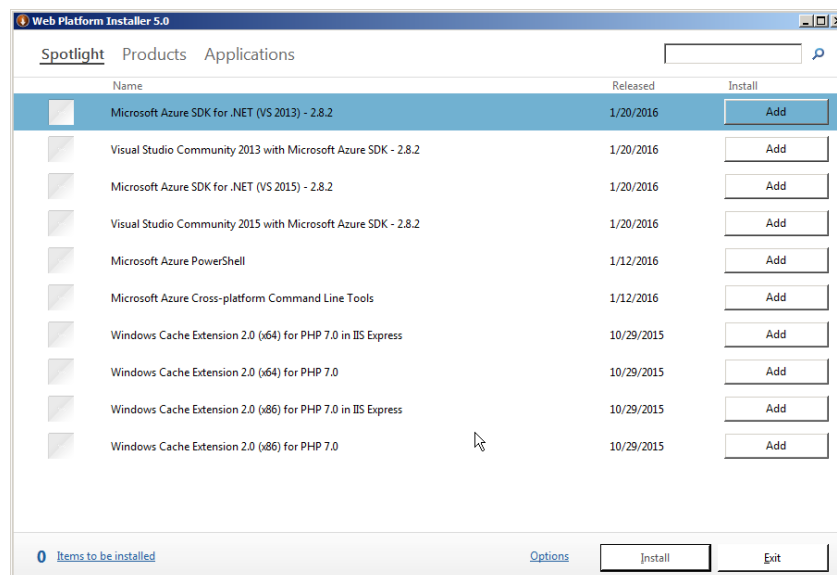 Web Platform Installer 5.0
Spotlight Products Applications
Name Released Install
Microsoft Azure SDK for .NET (VS 2013) - 2.8.2 1/20/2016 Add
Visual Studio Community 2013 with Microsoft Azure SDK - 2.8.2 1/20/2016 Add
Microsoft Azure SDK for .NET (VS 2015) - 2.8.2 1/20/2016 Add
Visual Studio Community 2015 with Microsoft Azure SDK - 2.8.2 1/20/2016 Add
Microsoft Azure PowerShell 1/12/2016 Add
Microsoft Azure Cross-platform Command Line Tools 1/12/2016 Add
Windows Cache Extension 2.0 (x64) for PHP 7.0 in IIS Express 10/29/2015 Add
Windows Cache Extension 2.0 (x64) for PHP 7.0 10/29/2015 Add
Windows Cache Extension 2.0 (x86) for PHP 7.0 in IIS Express 10/29/2015 Add
Windows Cache Extension 2.0 (x86) for PHP 7.0 10/29/2015 Add
0 Items to be installed Options Install Exit